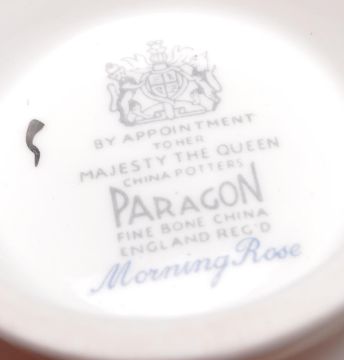 BY APPOINTMENT
TO HER
MAJESTY THE QUEEN
CHINA POTTERS
PARAGON
FINE BONE CHINA
ENGLAND REG'D
Morning Rose